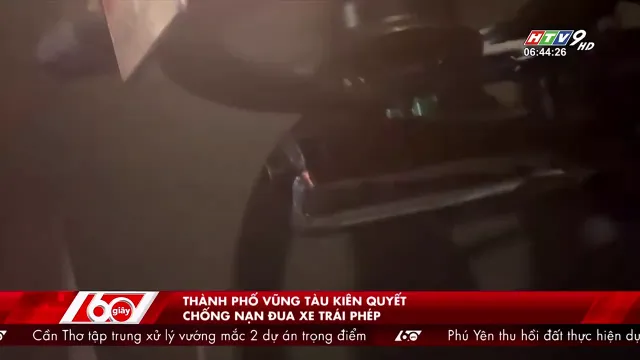 HTV9 HD
06:44:26
60 giây
THÀNH PHỐ VŨNG TÀU KIÊN QUYẾT
CHỐNG NẠN ĐUA XE TRÁI PHÉP
Cần Thơ tập trung xử lý vướng mắc 2 dự án trọng điểm 60 giây Phú Yên thu hồi đất thực hiện dự